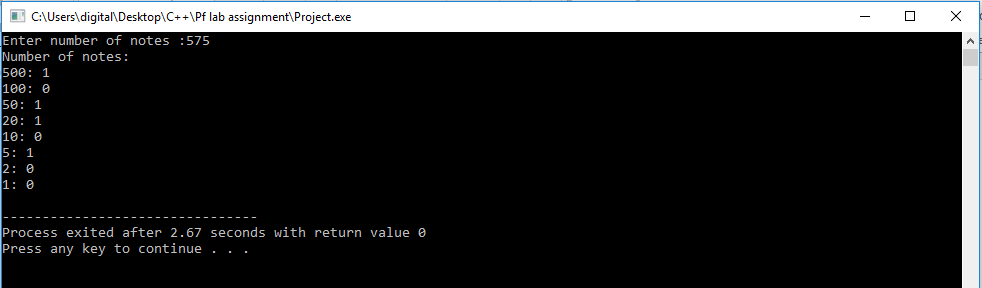 C:\Users\digital\Desktop\C++\Pf lab assignment\Project.exe
Enter number of notes :575
Number of notes:
500: 1
100: 0
50: 1
20: 1
10: 0
5: 1
2: 0
1: 0
--------------------------------
Process exited after 2.67 seconds with return value 0
Press any key to continue . . .